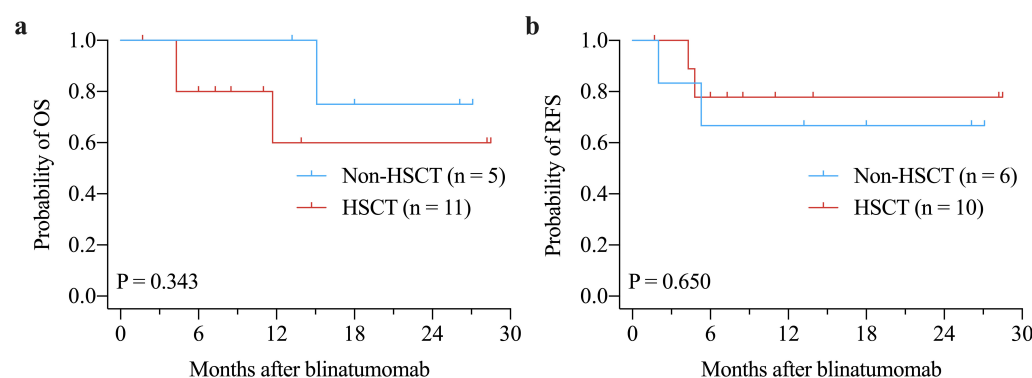 a
1.0
0.8
0.6
0.4
0.2
0.0
Probability of OS
Non-HSCT (n = 5)
HSCT (n = 11)
P = 0.343
0 6 12 18 24 30
Months after blinatumomab
b
1.0
0.8
0.6
0.4
0.2
0.0
Probability of RFS
Non-HSCT (n = 6)
HSCT (n = 10)
P = 0.650
0 6 12 18 24 30
Months after blinatumomab